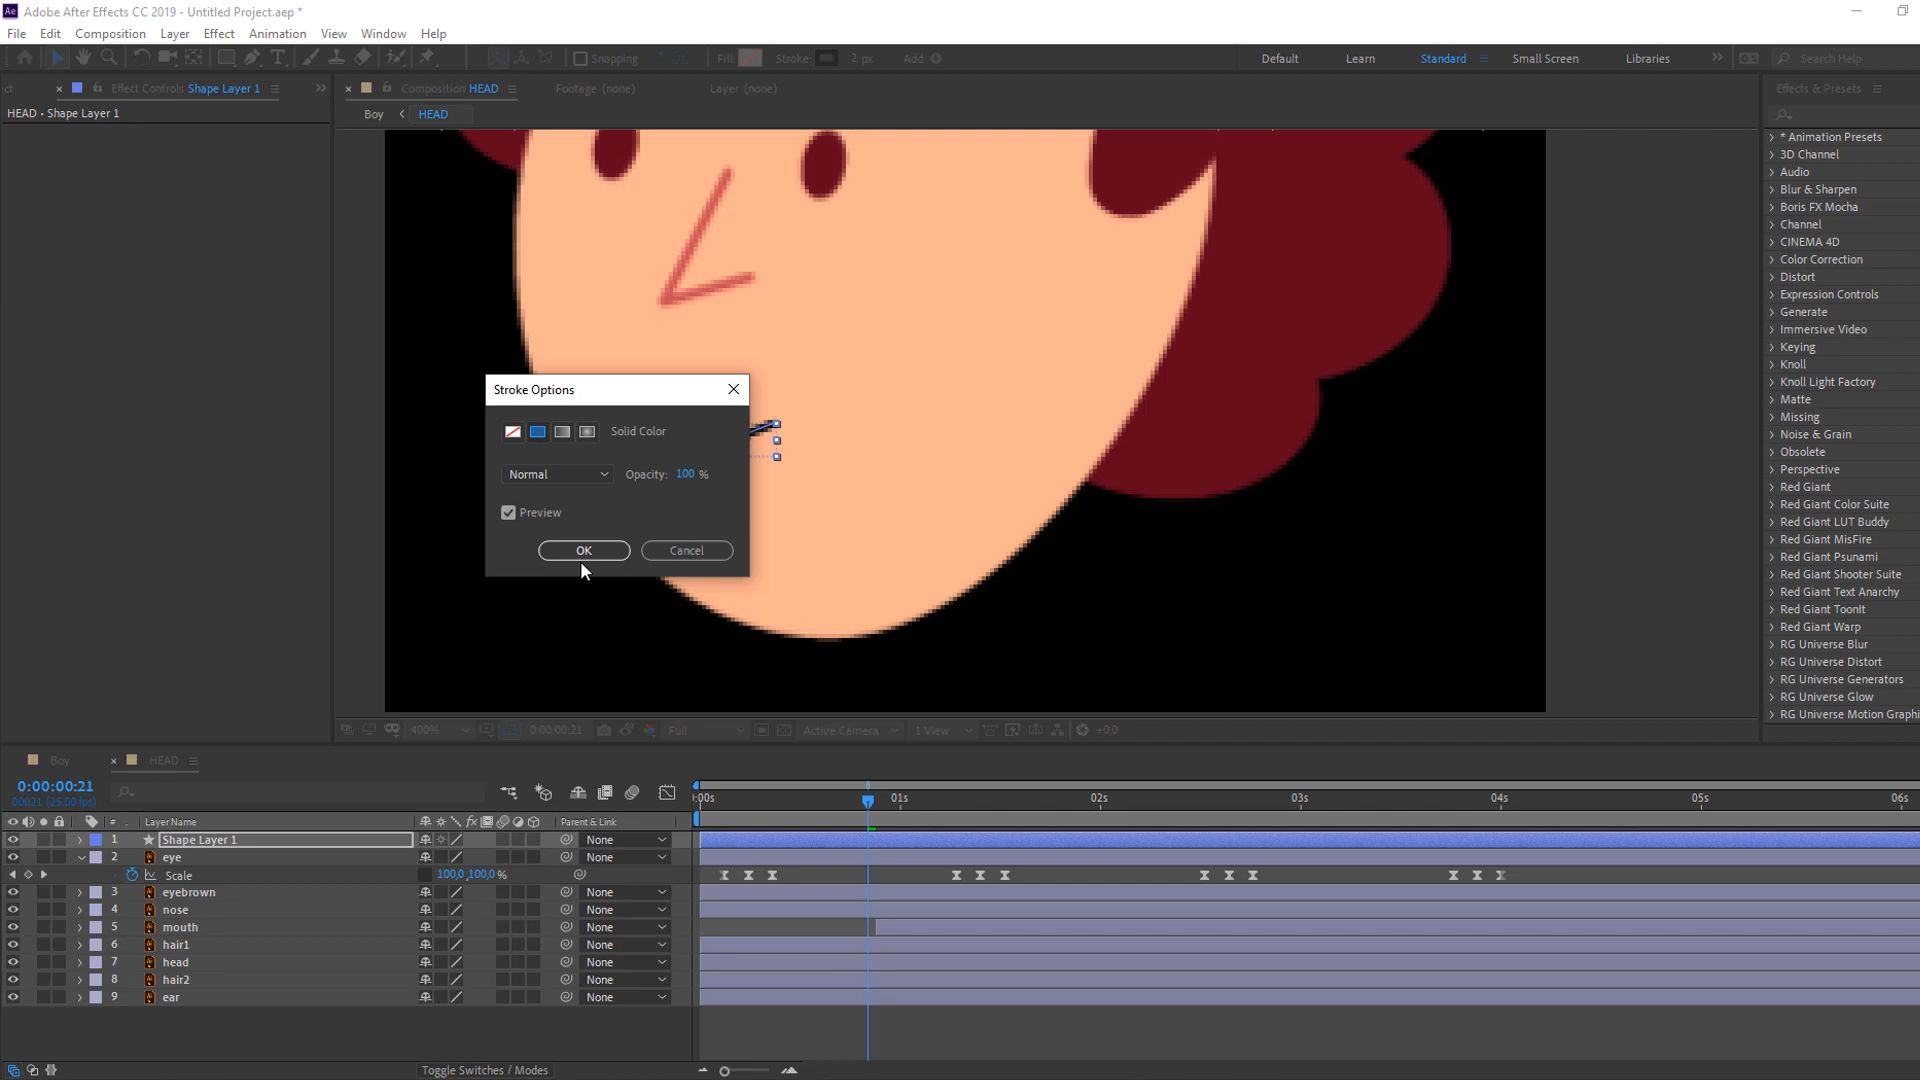 Adobe After Effects CC 2019 - Untitled Project.aep *
File Edit Composition Layer Effect Animation View Window Help
Snapping Fill: Stroke: 2 px Add: Default Learn Standard Small Screen Libraries Search Help
Effect Controls Shape Layer 1
Composition HEAD Footage (none) Layer (none)
Effects & Presets
HEAD • Shape Layer 1
Boy HEAD
* Animation Presets
3D Channel
Audio
Blur & Sharpen
Boris FX Mocha
Channel
CINEMA 4D
Color Correction
Distort
Expression Controls
Generate
Immersive Video
Keying
Knoll
Knoll Light Factory
Matte
Missing
Noise & Grain
Obsolete
Perspective
Red Giant
Red Giant Color Suite
Red Giant LUT Buddy
Red Giant MisFire
Red Giant Psunami
Red Giant Shooter Suite
Red Giant Text Anarchy
Red Giant ToonIt
Red Giant Warp
RG Universe Blur
RG Universe Distort
RG Universe Generators
RG Universe Glow
RG Universe Motion Graphi
Stroke Options
Solid Color
Normal Opacity: 100 %
Preview
OK Cancel
400% 0:00:00:21 Full Active Camera 1 View +0,0
Boy HEAD
0:00:00:21
00021 (25.00 fps)
:00s 01s 02s 03s 04s 05s 06s
# Layer Name fx Parent & Link
1 Shape Layer 1 None
2 eye None
Scale 100,0,100,0%
3 eyebrown None
4 nose None
5 mouth None
6 hair1 None
7 head None
8 hair2 None
9 ear None
Toggle Switches / Modes